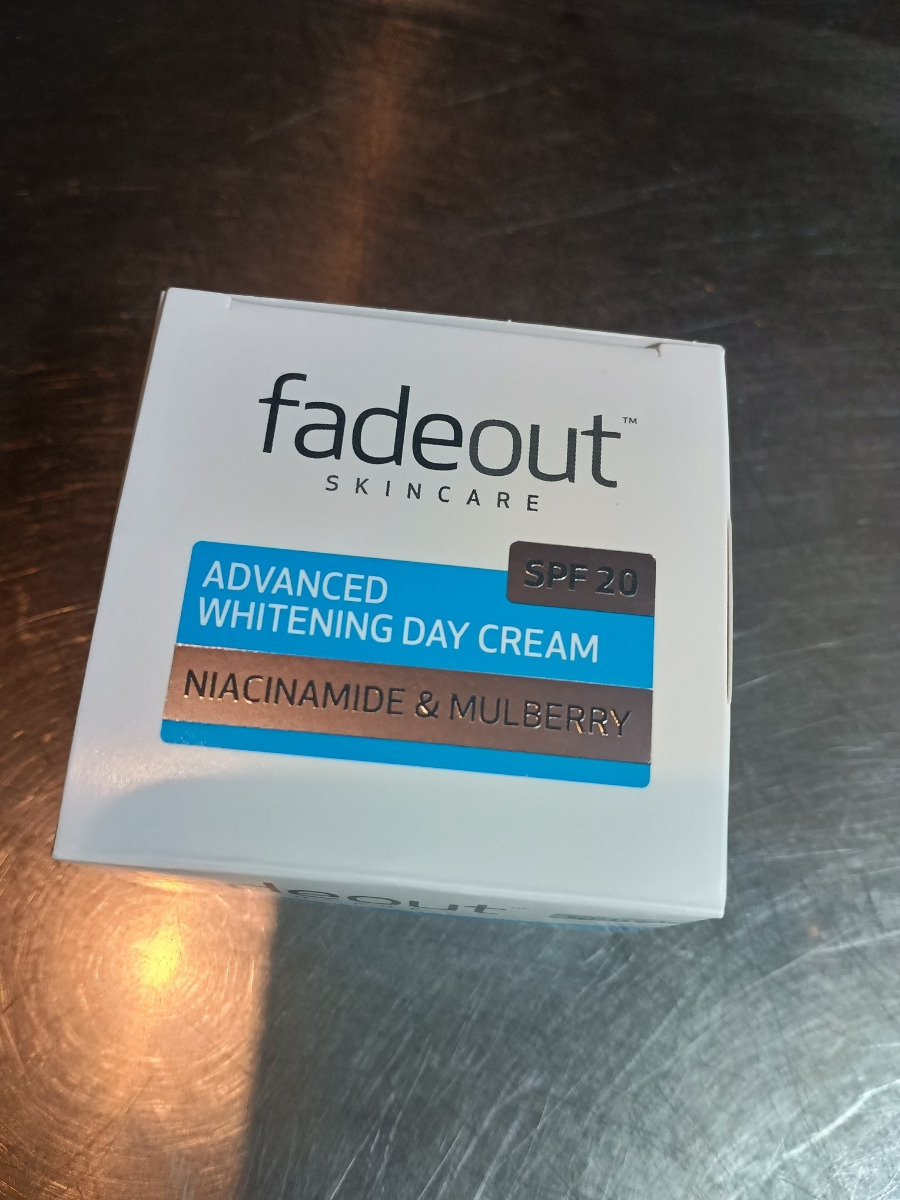 fadeout™
SKINCARE
SPF 20
ADVANCED
WHITENING DAY CREAM
NIACINAMIDE & MULBERRY